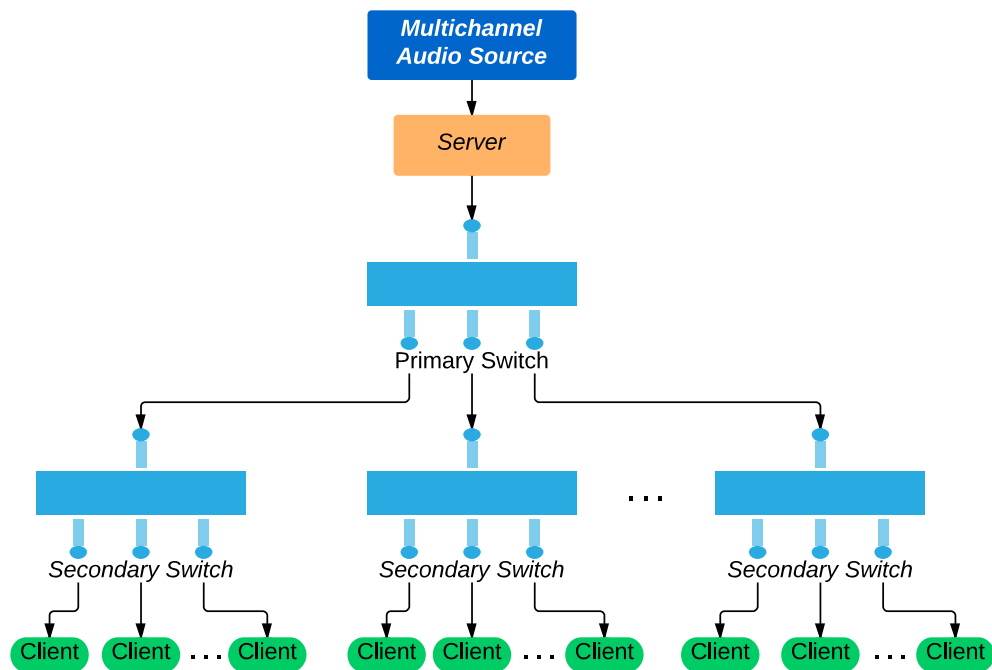 Multichannel
Audio Source
Server
Primary Switch
...
Secondary Switch
Secondary Switch
Secondary Switch
Client
Client
...
Client
Client
Client
...
Client
Client
Client
...
Client